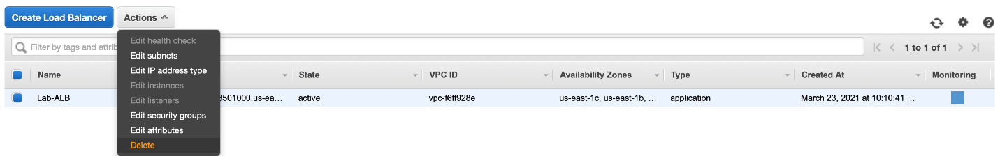 Create Load Balancer Actions
Edit health check
Filter by tags and attrib
1 to 1 of 1
Edit subnets
Edit IP address type
Edit instances
Edit listeners
Edit security groups
Edit attributes
Delete
Name State VPC ID Availability Zones Type Created At Monitoring
Lab-ALB 3501000.us-ea... active vpc-f6ff928e us-east-1c, us-east-1b, ... application March 23, 2021 at 10:10:41 ...